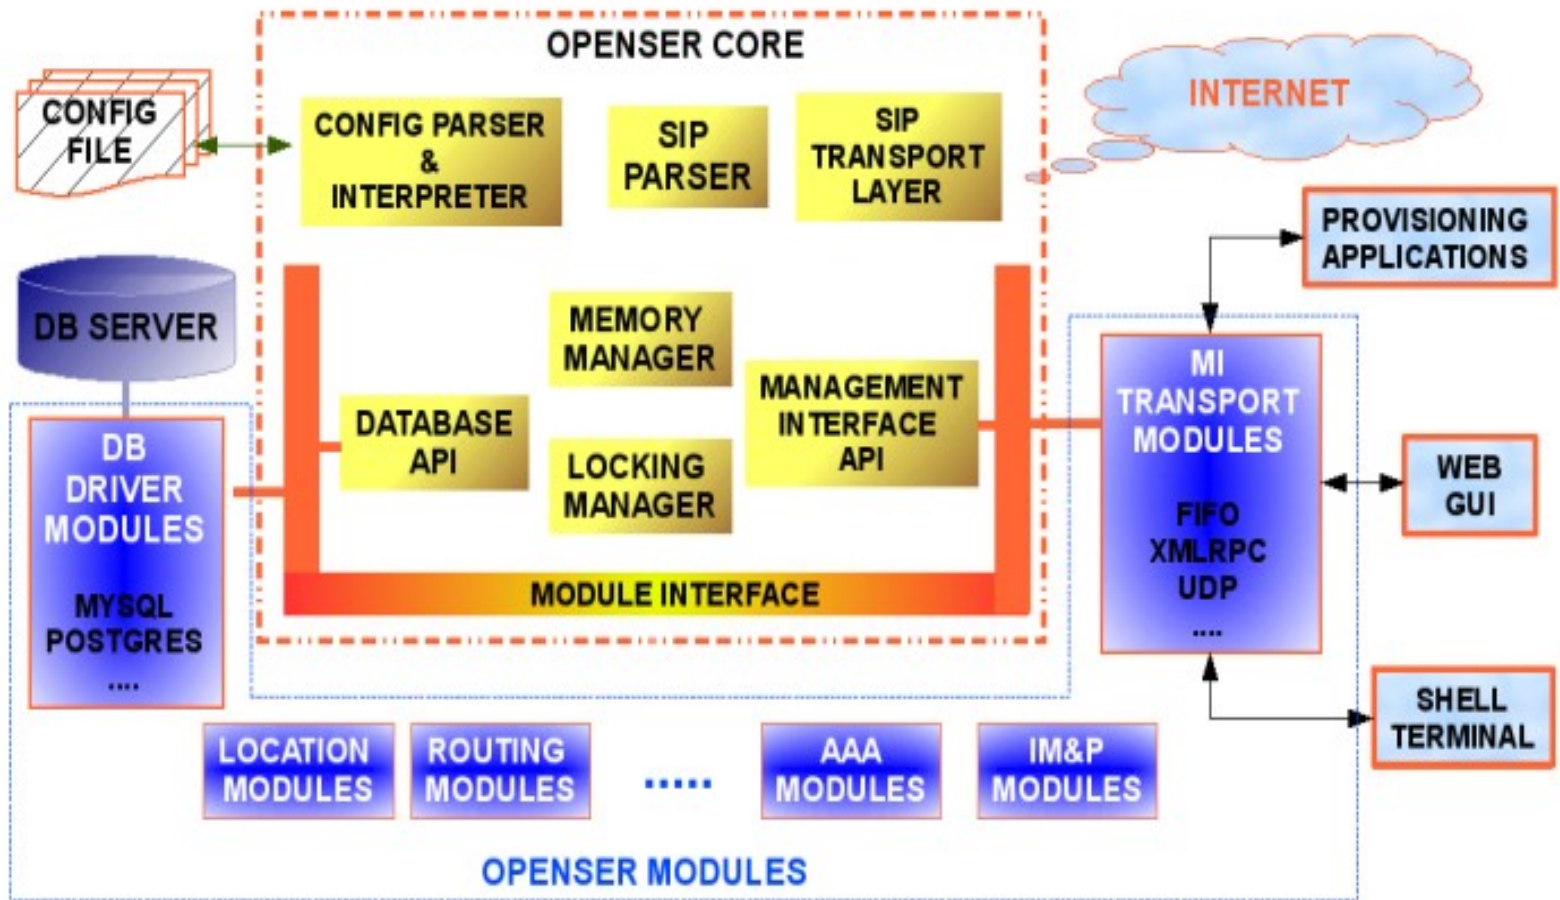 OPENSER CORE
CONFIG
FILE
CONFIG PARSER
&
INTERPRETER
SIP
PARSER
SIP
TRANSPORT
LAYER
INTERNET
PROVISIONING
APPLICATIONS
DB SERVER
MEMORY
MANAGER
DATABASE
API
LOCKING
MANAGER
MANAGEMENT
INTERFACE
API
MODULE INTERFACE
DB
DRIVER
MODULES
MYSQL
POSTGRES
....
MI
TRANSPORT
MODULES
FIFO
XMLRPC
UDP
....
WEB
GUI
SHELL
TERMINAL
LOCATION
MODULES
ROUTING
MODULES
.....
AAA
MODULES
IM&P
MODULES
OPENSER MODULES